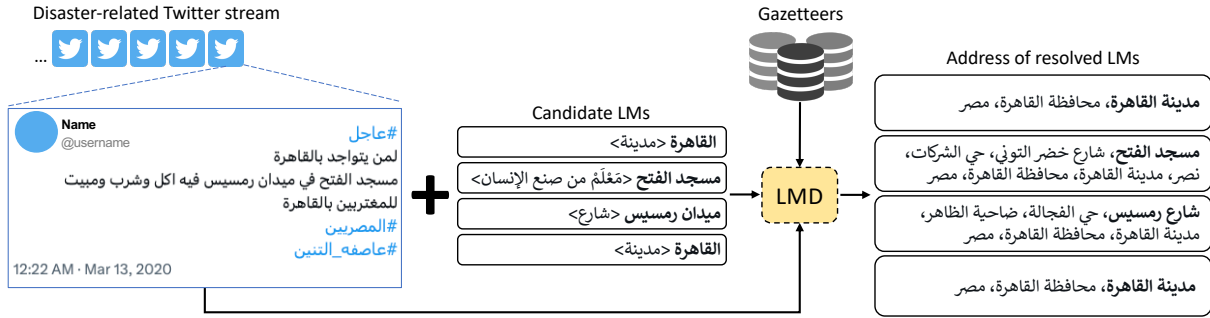 Disaster-related Twitter stream
...
Name
@username
#عاجل
لمن يتواجد بالقاهرة
مسجد الفتح في ميدان رمسيس فيه اكل وشرب ومبيت
للمغتربين بالقاهرة
#المصريين
#عاصفه_التنين
12:22 AM · Mar 13, 2020
Candidate LMs
القاهرة <مدينة>
مسجد الفتح <مَعْلَمْ من صنع الإنسان>
ميدان رمسيس <شارع>
القاهرة <مدينة>
Gazetteers
LMD
Address of resolved LMs
مدينة القاهرة، محافظة القاهرة، مصر
مسجد الفتح، شارع خضر التوني، حي الشركات،
نصر، مدينة القاهرة، محافظة القاهرة، مصر
شارع رمسيس، حي الفجالة، ضاحية الظاهر،
مدينة القاهرة، محافظة القاهرة، مصر
مدينة القاهرة، محافظة القاهرة، مصر